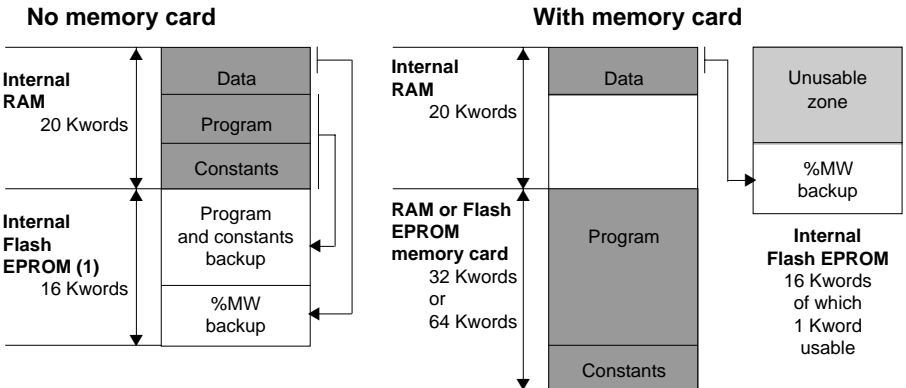 No memory card
Internal
RAM
20 Kwords
Data
Program
Constants
Internal
Flash
EPROM (1)
16 Kwords
Program
and constants
backup
%MW
backup
With memory card
Internal
RAM
20 Kwords
Data
RAM or Flash
EPROM
memory card
32 Kwords
or
64 Kwords
Program
Constants
Unusable
zone
%MW
backup
Internal
Flash EPROM
16 Kwords
of which
1 Kword
usable